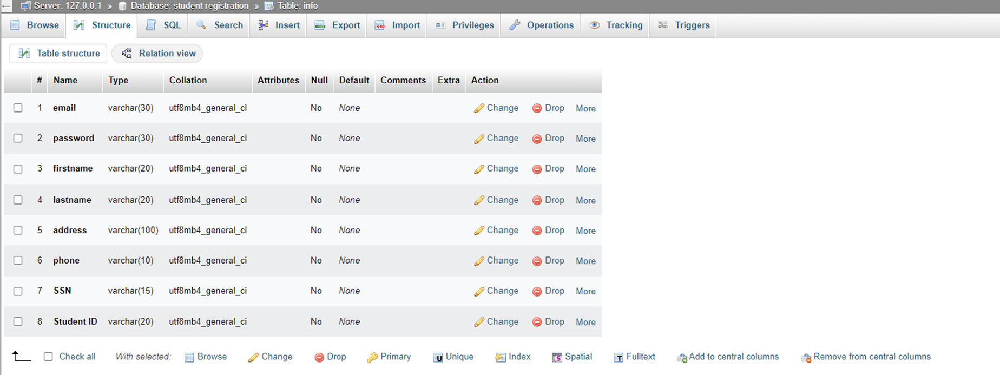 Server: 127.0.0.1 » Database: student registration » Table: info
Browse Structure SQL Search Insert Export Import Privileges Operations Tracking Triggers
Table structure Relation view
# Name Type Collation Attributes Null Default Comments Extra Action
1 email varchar(30) utf8mb4_general_ci No None Change Drop More
2 password varchar(30) utf8mb4_general_ci No None Change Drop More
3 firstname varchar(20) utf8mb4_general_ci No None Change Drop More
4 lastname varchar(20) utf8mb4_general_ci No None Change Drop More
5 address varchar(100) utf8mb4_general_ci No None Change Drop More
6 phone varchar(10) utf8mb4_general_ci No None Change Drop More
7 SSN varchar(15) utf8mb4_general_ci No None Change Drop More
8 Student ID varchar(20) utf8mb4_general_ci No None Change Drop More
Check all With selected: Browse Change Drop Primary Unique Index Spatial Fulltext Add to central columns Remove from central columns